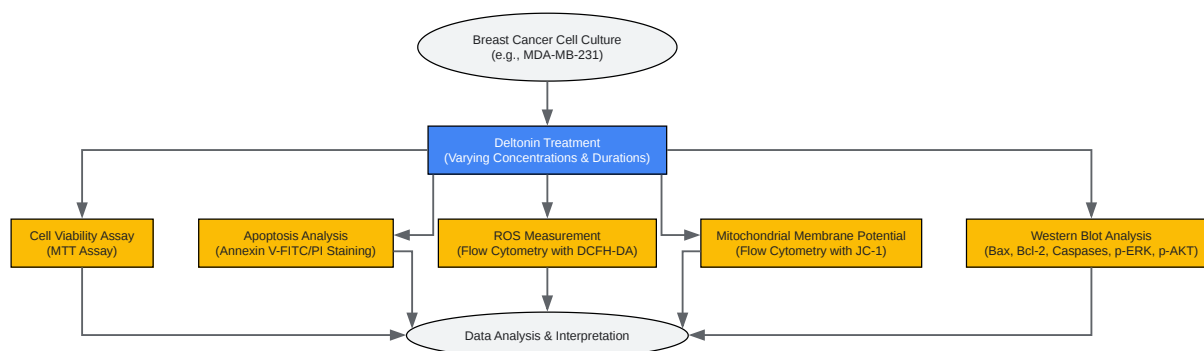 Breast Cancer Cell Culture
(e.g., MDA-MB-231)
Deltonin Treatment
(Varying Concentrations & Durations)
Cell Viability Assay
(MTT Assay)
Apoptosis Analysis
(Annexin V-FITC/PI Staining)
ROS Measurement
(Flow Cytometry with DCFH-DA)
Mitochondrial Membrane Potential
(Flow Cytometry with JC-1)
Western Blot Analysis
(Bax, Bcl-2, Caspases, p-ERK, p-AKT)
Data Analysis & Interpretation